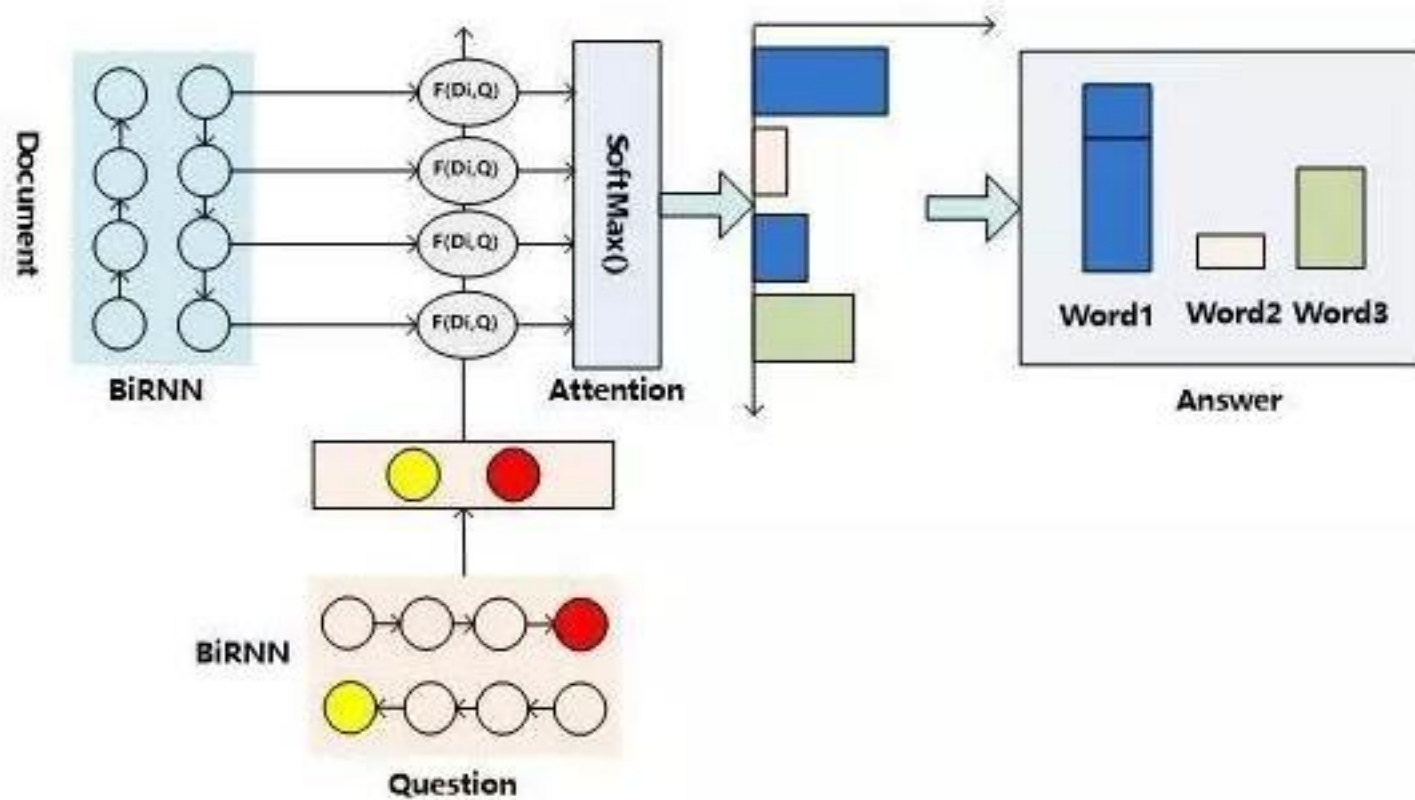 Document
BiRNN
F(Di,Q)
F(Di,Q)
F(Di,Q)
F(Di,Q)
SoftMax()
Attention
Word1
Word2
Word3
Answer
BiRNN
Question